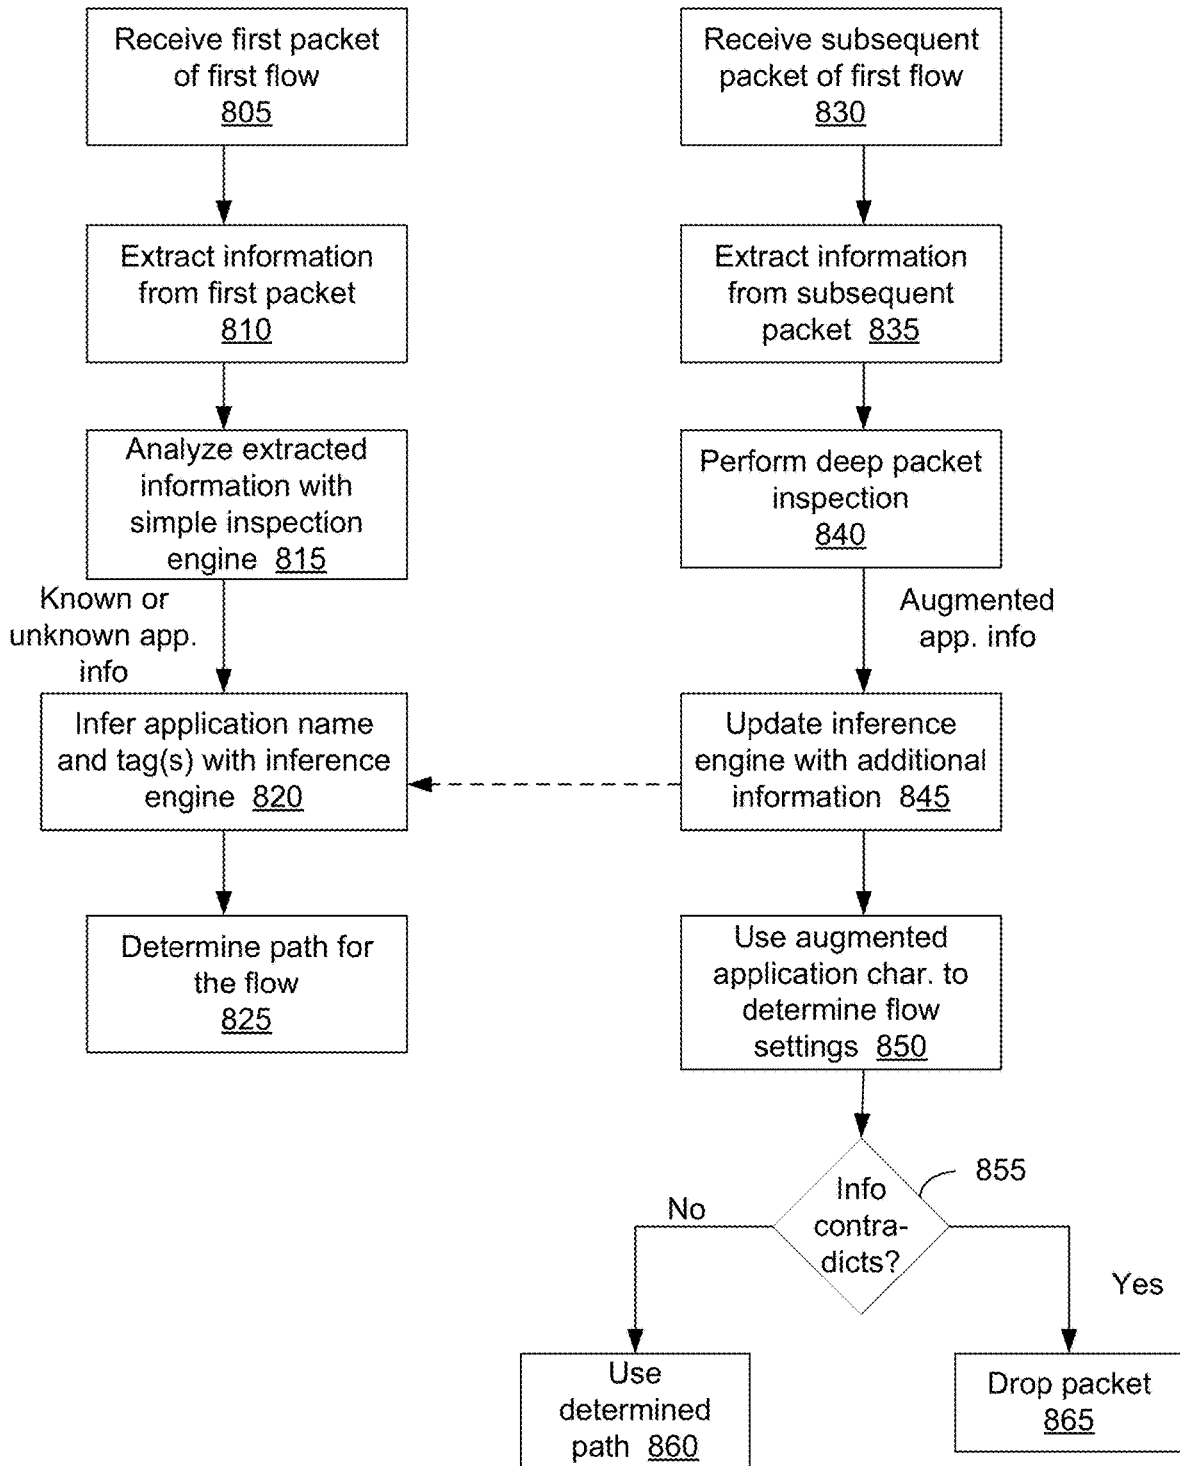 Receive first packet
of first flow
805
Receive subsequent
packet of first flow
830
Extract information
from first packet
810
Extract information
from subsequent
packet 835
Analyze extracted
information with
simple inspection
engine 815
Perform deep packet
inspection
840
Known or
unknown app.
info
Augmented
app. info
Infer application name
and tag(s) with inference
engine 820
Update inference
engine with additional
information 845
Determine path for
the flow
825
Use augmented
application char. to
determine flow
settings 850
Info
contra-
dicts?
855
No
Yes
Use
determined
path 860
Drop packet
865